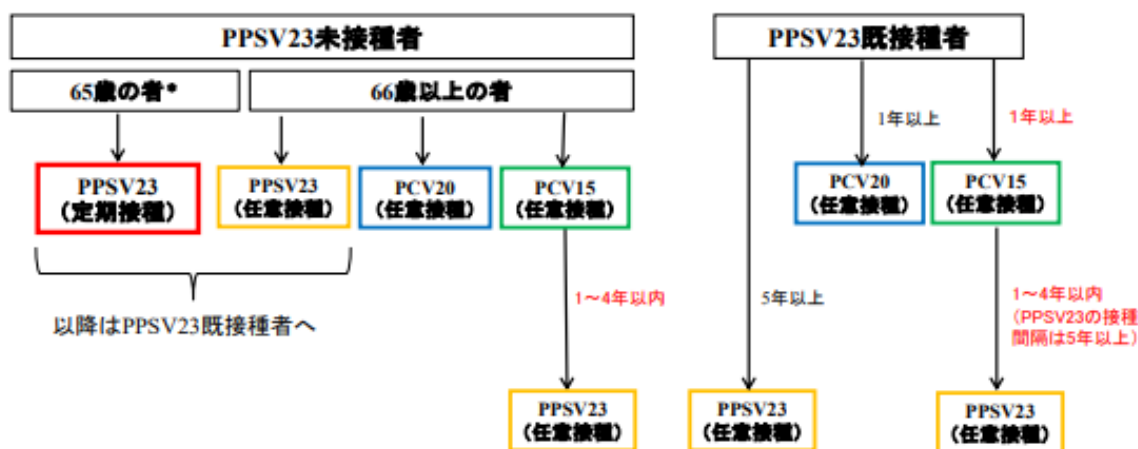 PPSV23未接種者
65歳の者*
66歳以上の者
PPSV23
(定期接種)
PPSV23
(任意接種)
PCV20
(任意接種)
PCV15
(任意接種)
以降はPPSV23既接種者へ
1～4年以内
PPSV23
(任意接種)
PPSV23既接種者
1年以上
1年以上
PCV20
(任意接種)
PCV15
(任意接種)
5年以上
1～4年以内
(PPSV23の接種
間隔は5年以上)
PPSV23
(任意接種)
PPSV23
(任意接種)